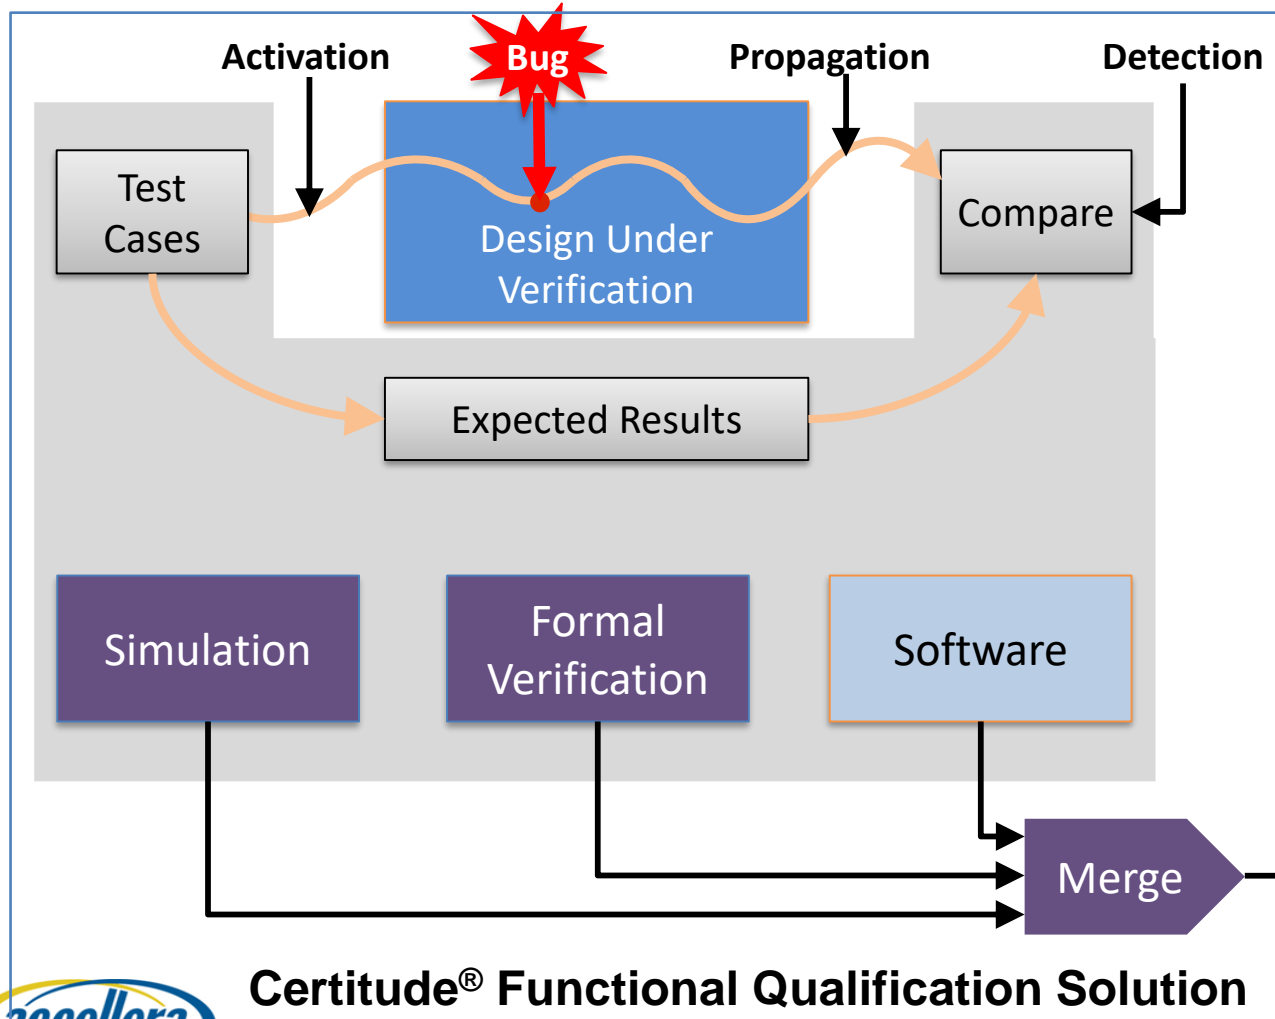 Activation
Bug
Propagation
Detection
Test
Cases
Compare
Design Under
Verification
Expected Results
Simulation
Formal
Verification
Software
Merge
Certitude® Functional Qualification Solution